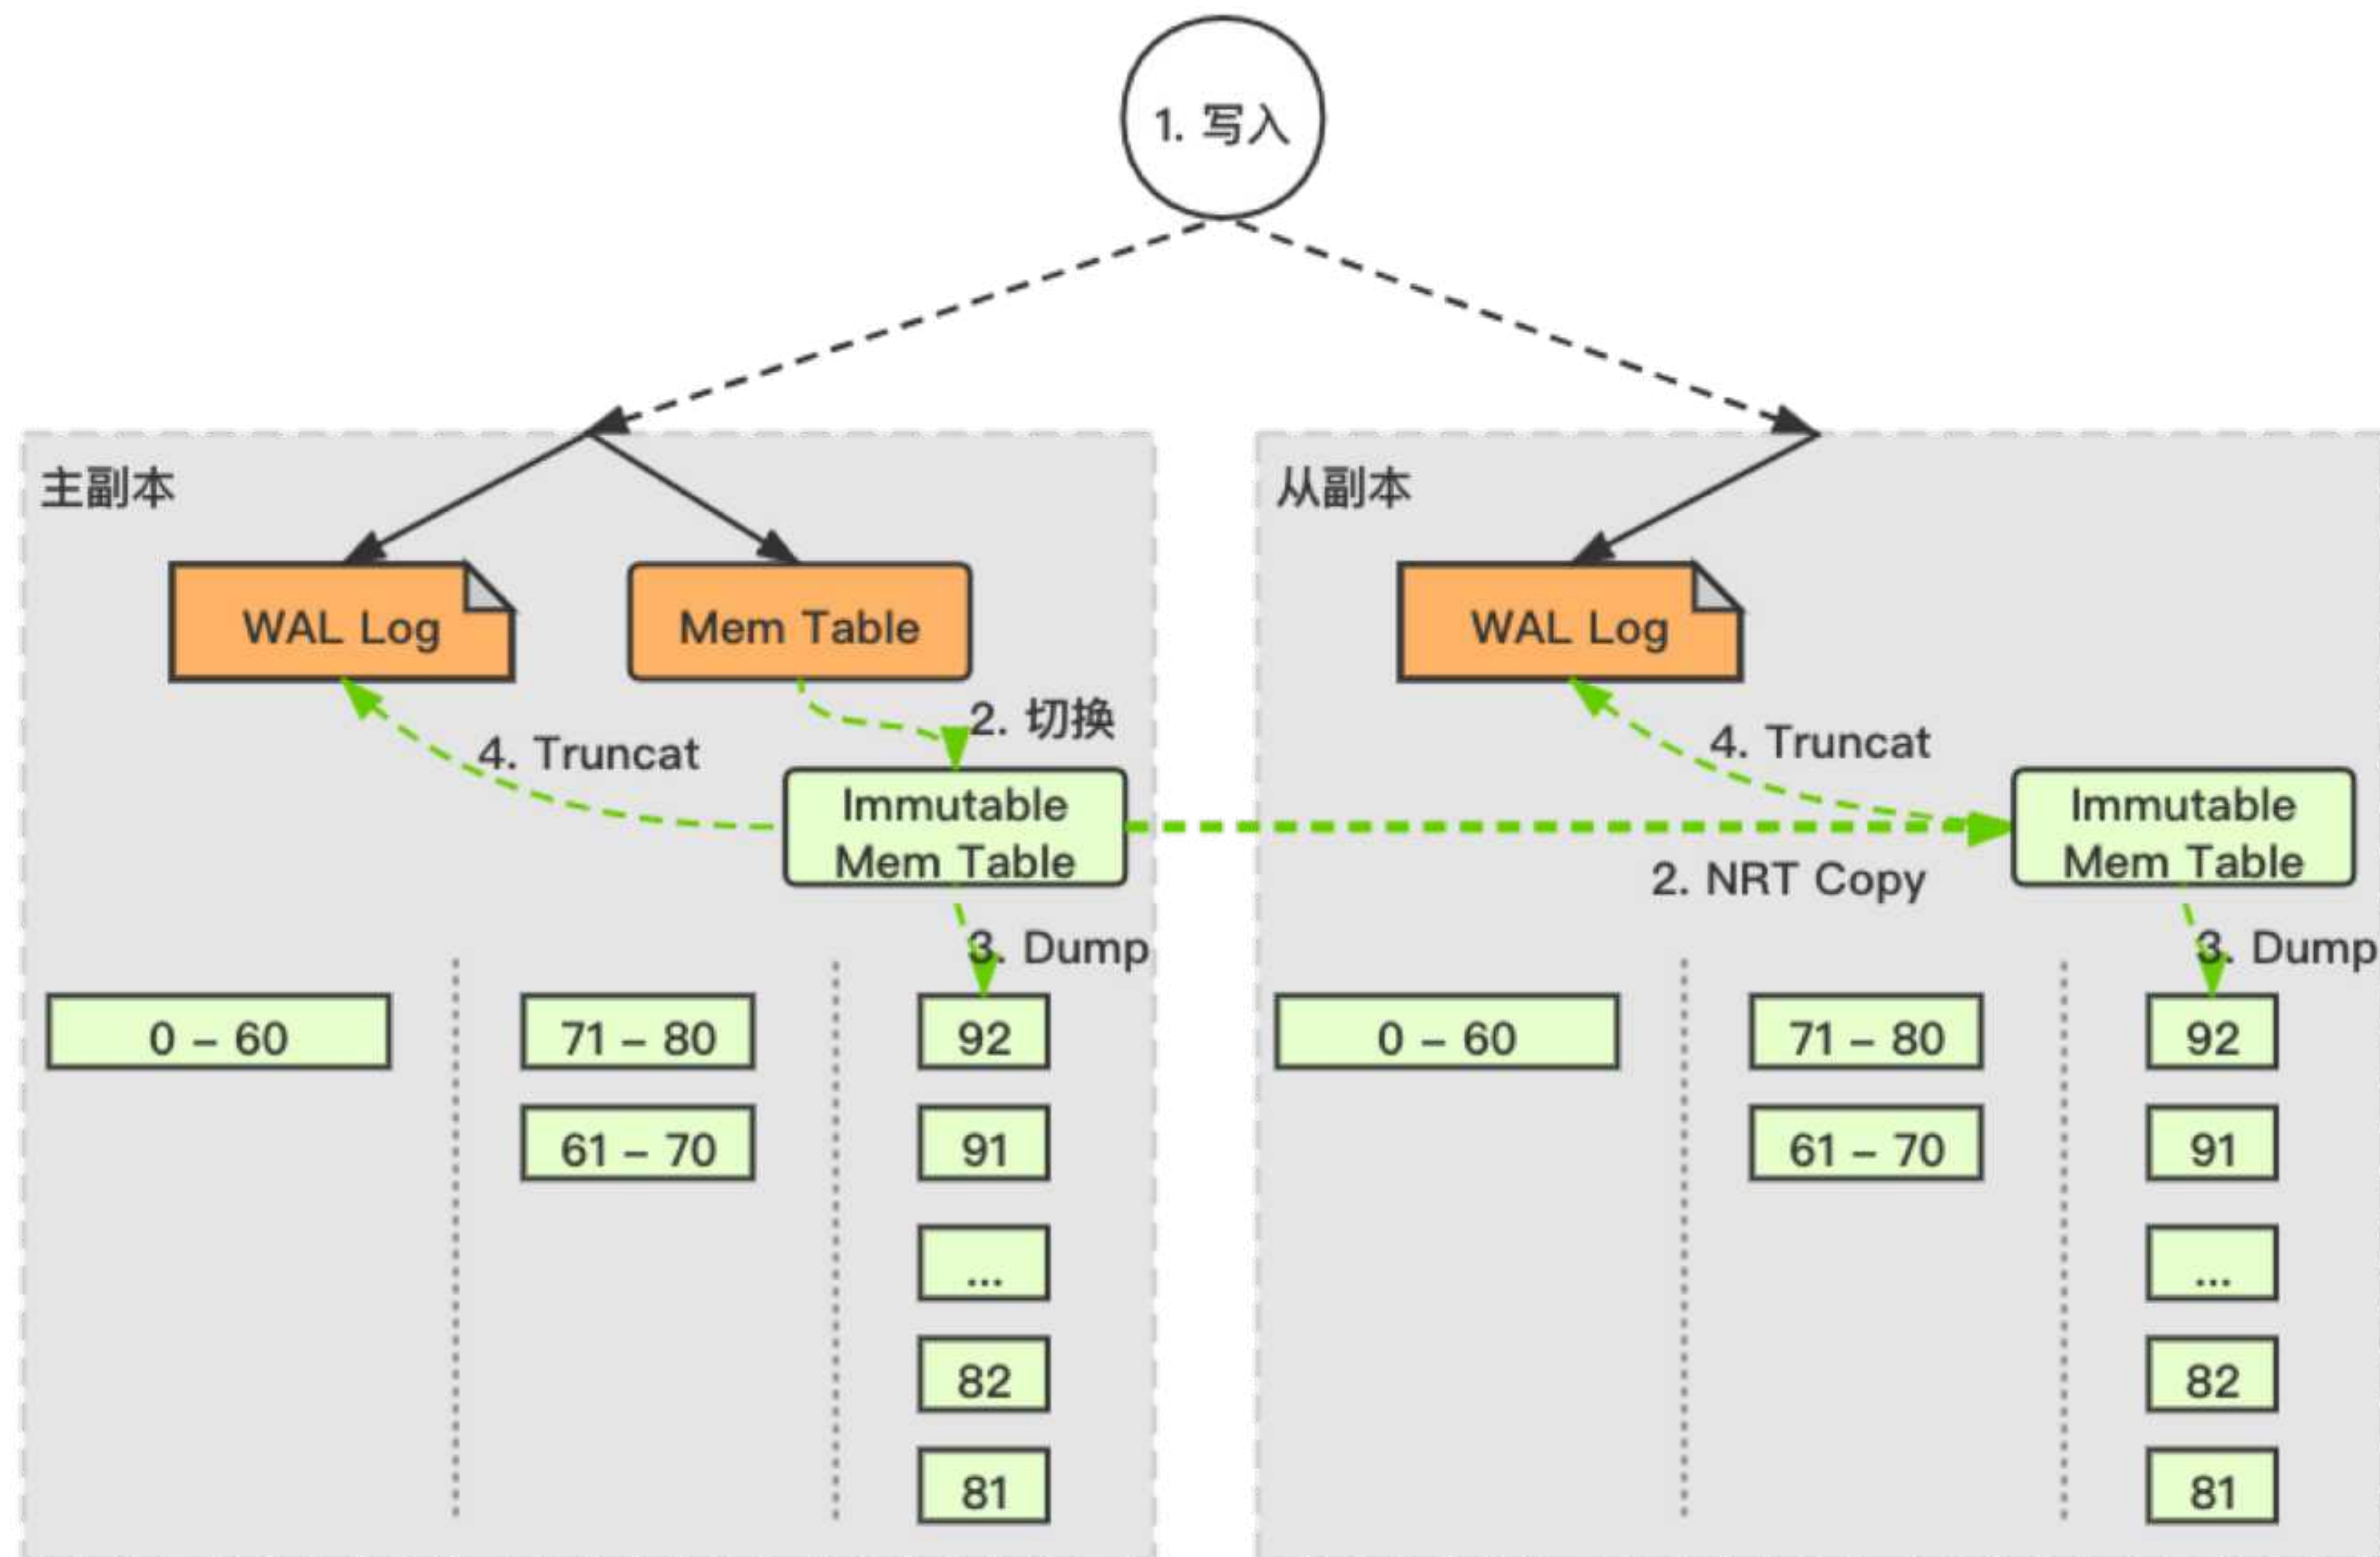 1. 写入
主副本
WAL Log
Mem Table
2. 切换
4. Truncat
Immutable
Mem Table
3. Dump
0 – 60
71 – 80
92
61 – 70
91
...
82
81
从副本
WAL Log
4. Truncat
Immutable
Mem Table
2. NRT Copy
3. Dump
0 – 60
71 – 80
92
61 – 70
91
...
82
81